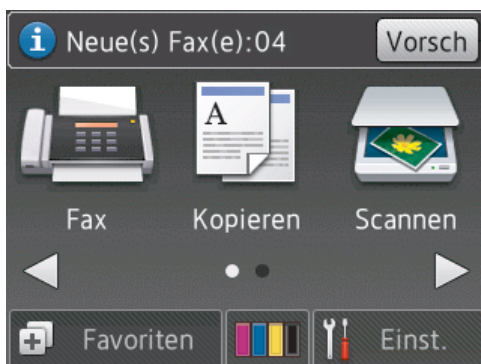 Neue(s) Fax(e):04 Vorsch
A
Fax Kopieren Scannen
Favoriten Einst.